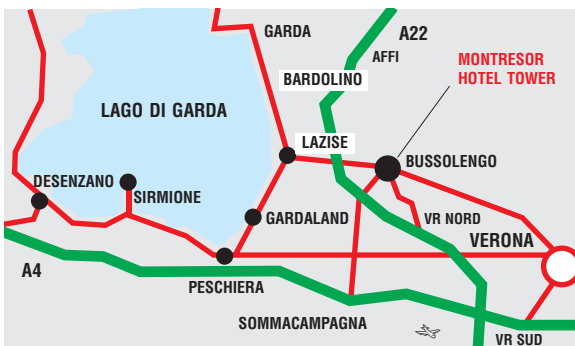 GARDA
A22
AFFI
MONTRESOR
HOTEL TOWER
BARDOLINO
LAGO DI GARDA
LAZISE
BUSSOLENGO
DESENZANO
SIRMIONE
GARDALAND
VR NORD
VERONA
A4
PESCHIERA
SOMMACAMPAGNA
VR SUD